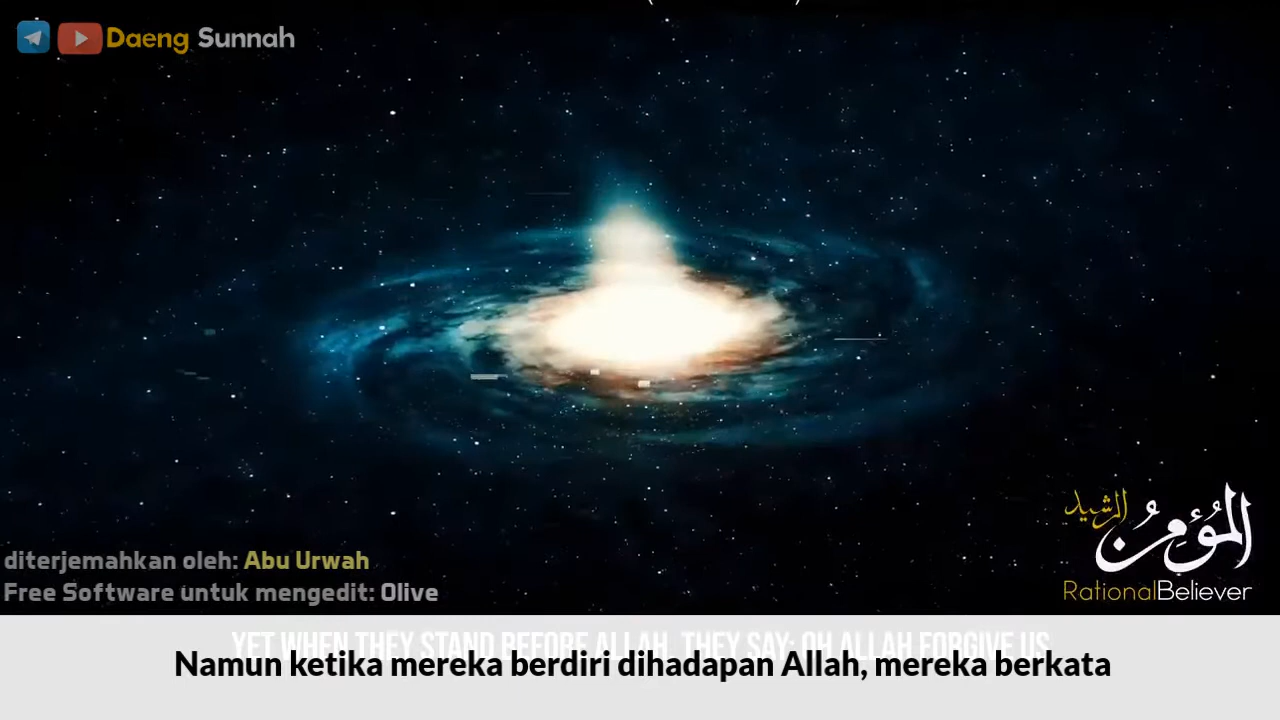 Daeng Sunnah
المؤمن الرشيد
RationalBeliever
diterjemahkan oleh: Abu Urwah
Free Software untuk mengedit: Olive
YET WHEN THEY STAND BEFORE ALLAH, THEY SAY: OH ALLAH FORGIVE US
Namun ketika mereka berdiri dihadapan Allah, mereka berkata